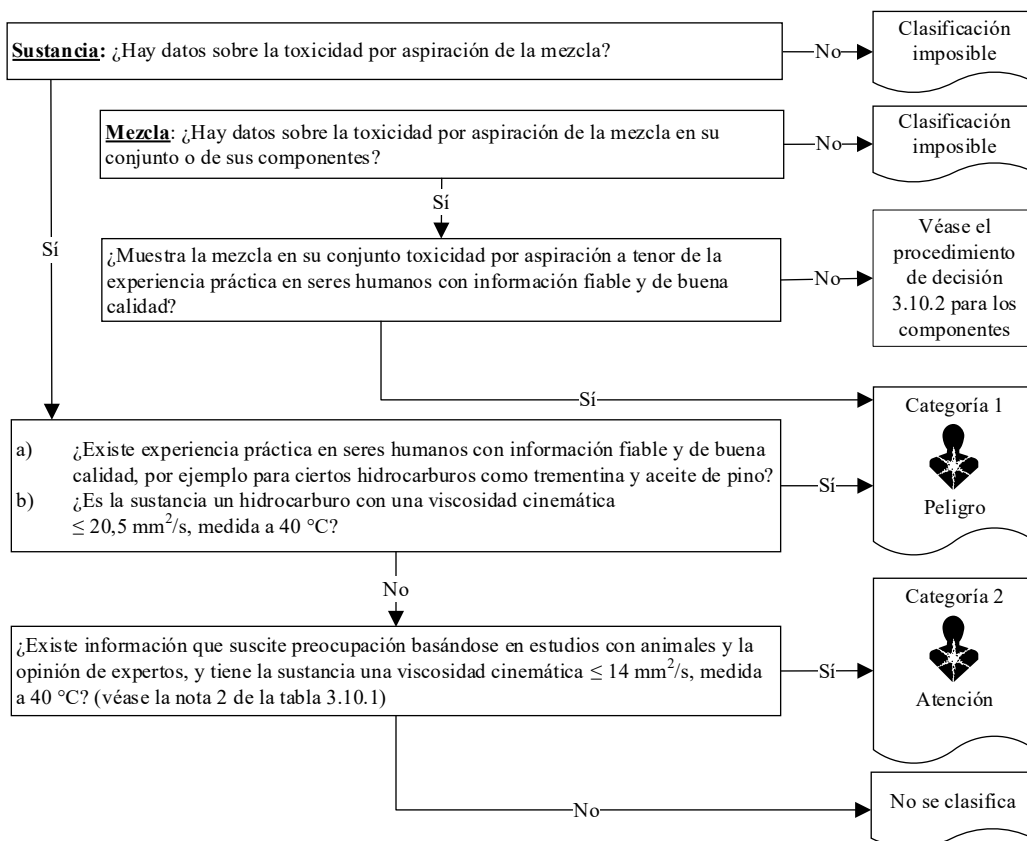 Sustancia: ¿Hay datos sobre la toxicidad por aspiración de la mezcla?
No
Clasificación
imposible
Mezcla: ¿Hay datos sobre la toxicidad por aspiración de la mezcla en su
conjunto o de sus componentes?
No
Clasificación
imposible
Sí
Sí
¿Muestra la mezcla en su conjunto toxicidad por aspiración a tenor de la
experiencia práctica en seres humanos con información fiable y de buena
calidad?
No
Véase el
procedimiento
de decisión
3.10.2 para los
componentes
Sí
Categoría 1
Peligro
a) ¿Existe experiencia práctica en seres humanos con información fiable y de buena
calidad, por ejemplo para ciertos hidrocarburos como trementina y aceite de pino?
b) ¿Es la sustancia un hidrocarburo con una viscosidad cinemática
≤ 20,5 mm²/s, medida a 40 °C?
Sí
No
¿Existe información que suscite preocupación basándose en estudios con animales y la
opinión de expertos, y tiene la sustancia una viscosidad cinemática ≤ 14 mm²/s, medida
a 40 °C? (véase la nota 2 de la tabla 3.10.1)
Sí
Categoría 2
Atención
No
No se clasifica